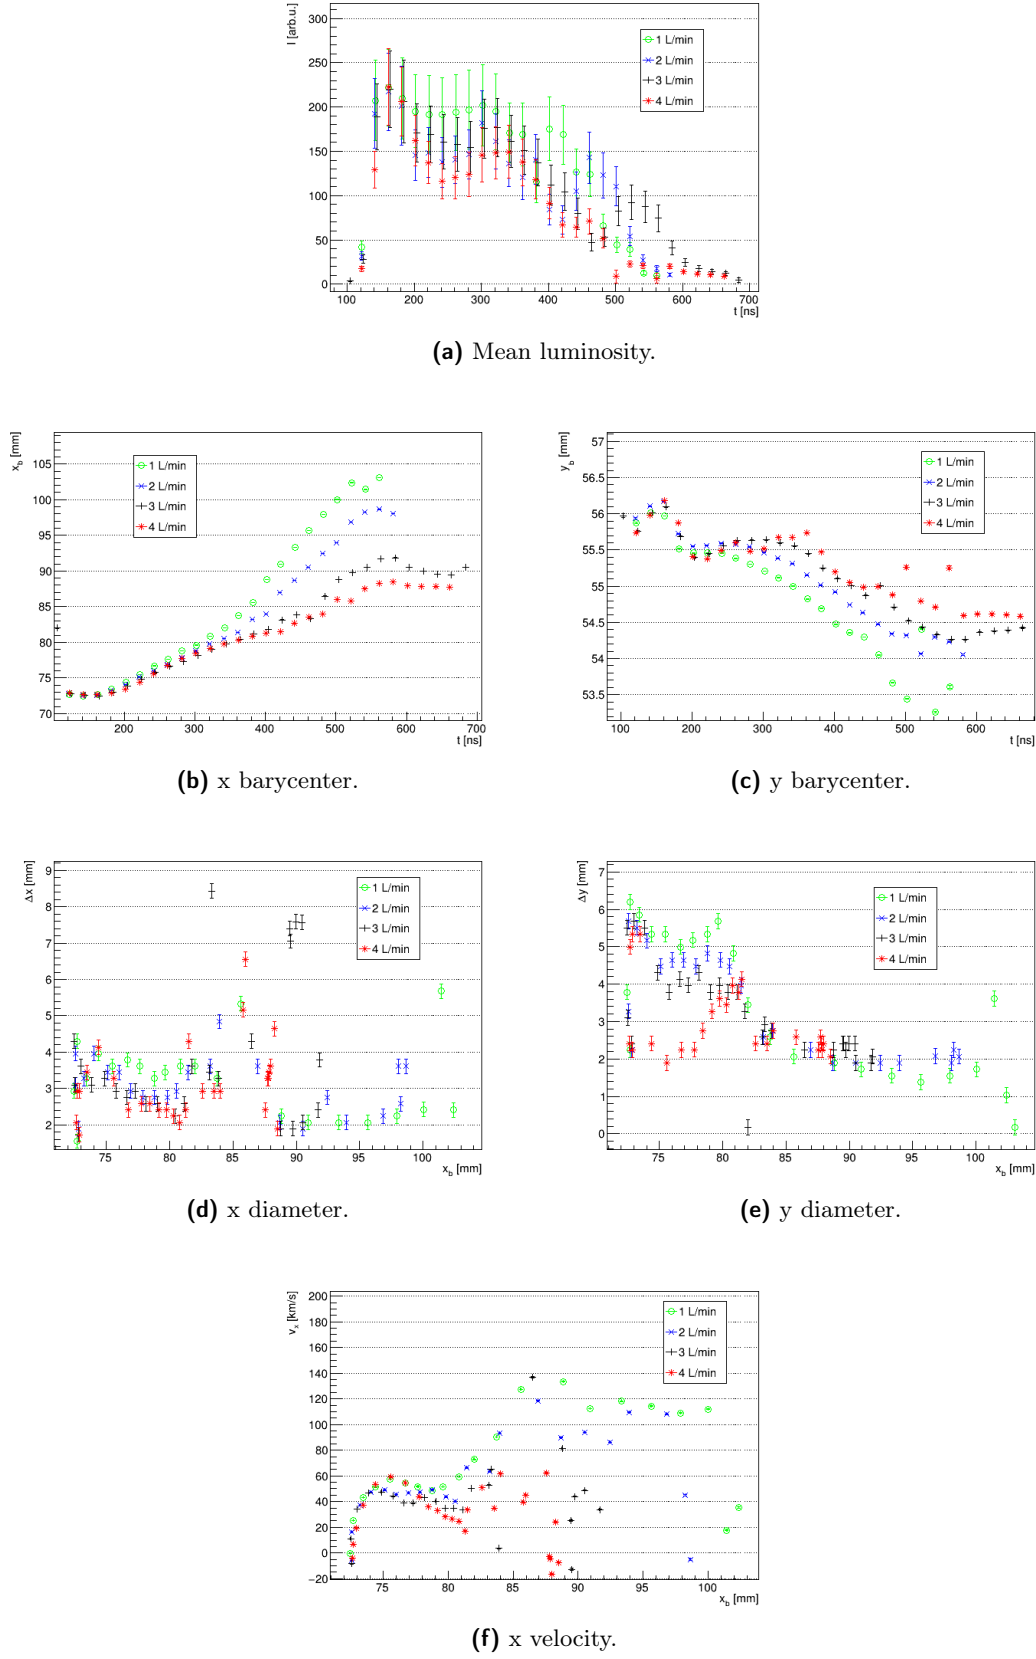 I [arb.u.]
300
250
200
150
100
50
0
1 L/min
2 L/min
3 L/min
4 L/min
100 200 300 400 500 600 700
t [ns]
(a) Mean luminosity.
x_b [mm]
105
100
95
90
85
80
75
70
1 L/min
2 L/min
3 L/min
4 L/min
200 300 400 500 600 700
t [ns]
(b) x barycenter.
y_b [mm]
57
56.5
56
55.5
55
54.5
54
53.5
1 L/min
2 L/min
3 L/min
4 L/min
100 200 300 400 500 600
t [ns]
(c) y barycenter.
Δx [mm]
9
8
7
6
5
4
3
2
1 L/min
2 L/min
3 L/min
4 L/min
75 80 85 90 95 100
x_b [mm]
(d) x diameter.
Δy [mm]
7
6
5
4
3
2
1
0
1 L/min
2 L/min
3 L/min
4 L/min
75 80 85 90 95 100
x_b [mm]
(e) y diameter.
v_x [km/s]
200
180
160
140
120
100
80
60
40
20
0
−20
1 L/min
2 L/min
3 L/min
4 L/min
75 80 85 90 95 100
x_b [mm]
(f) x velocity.